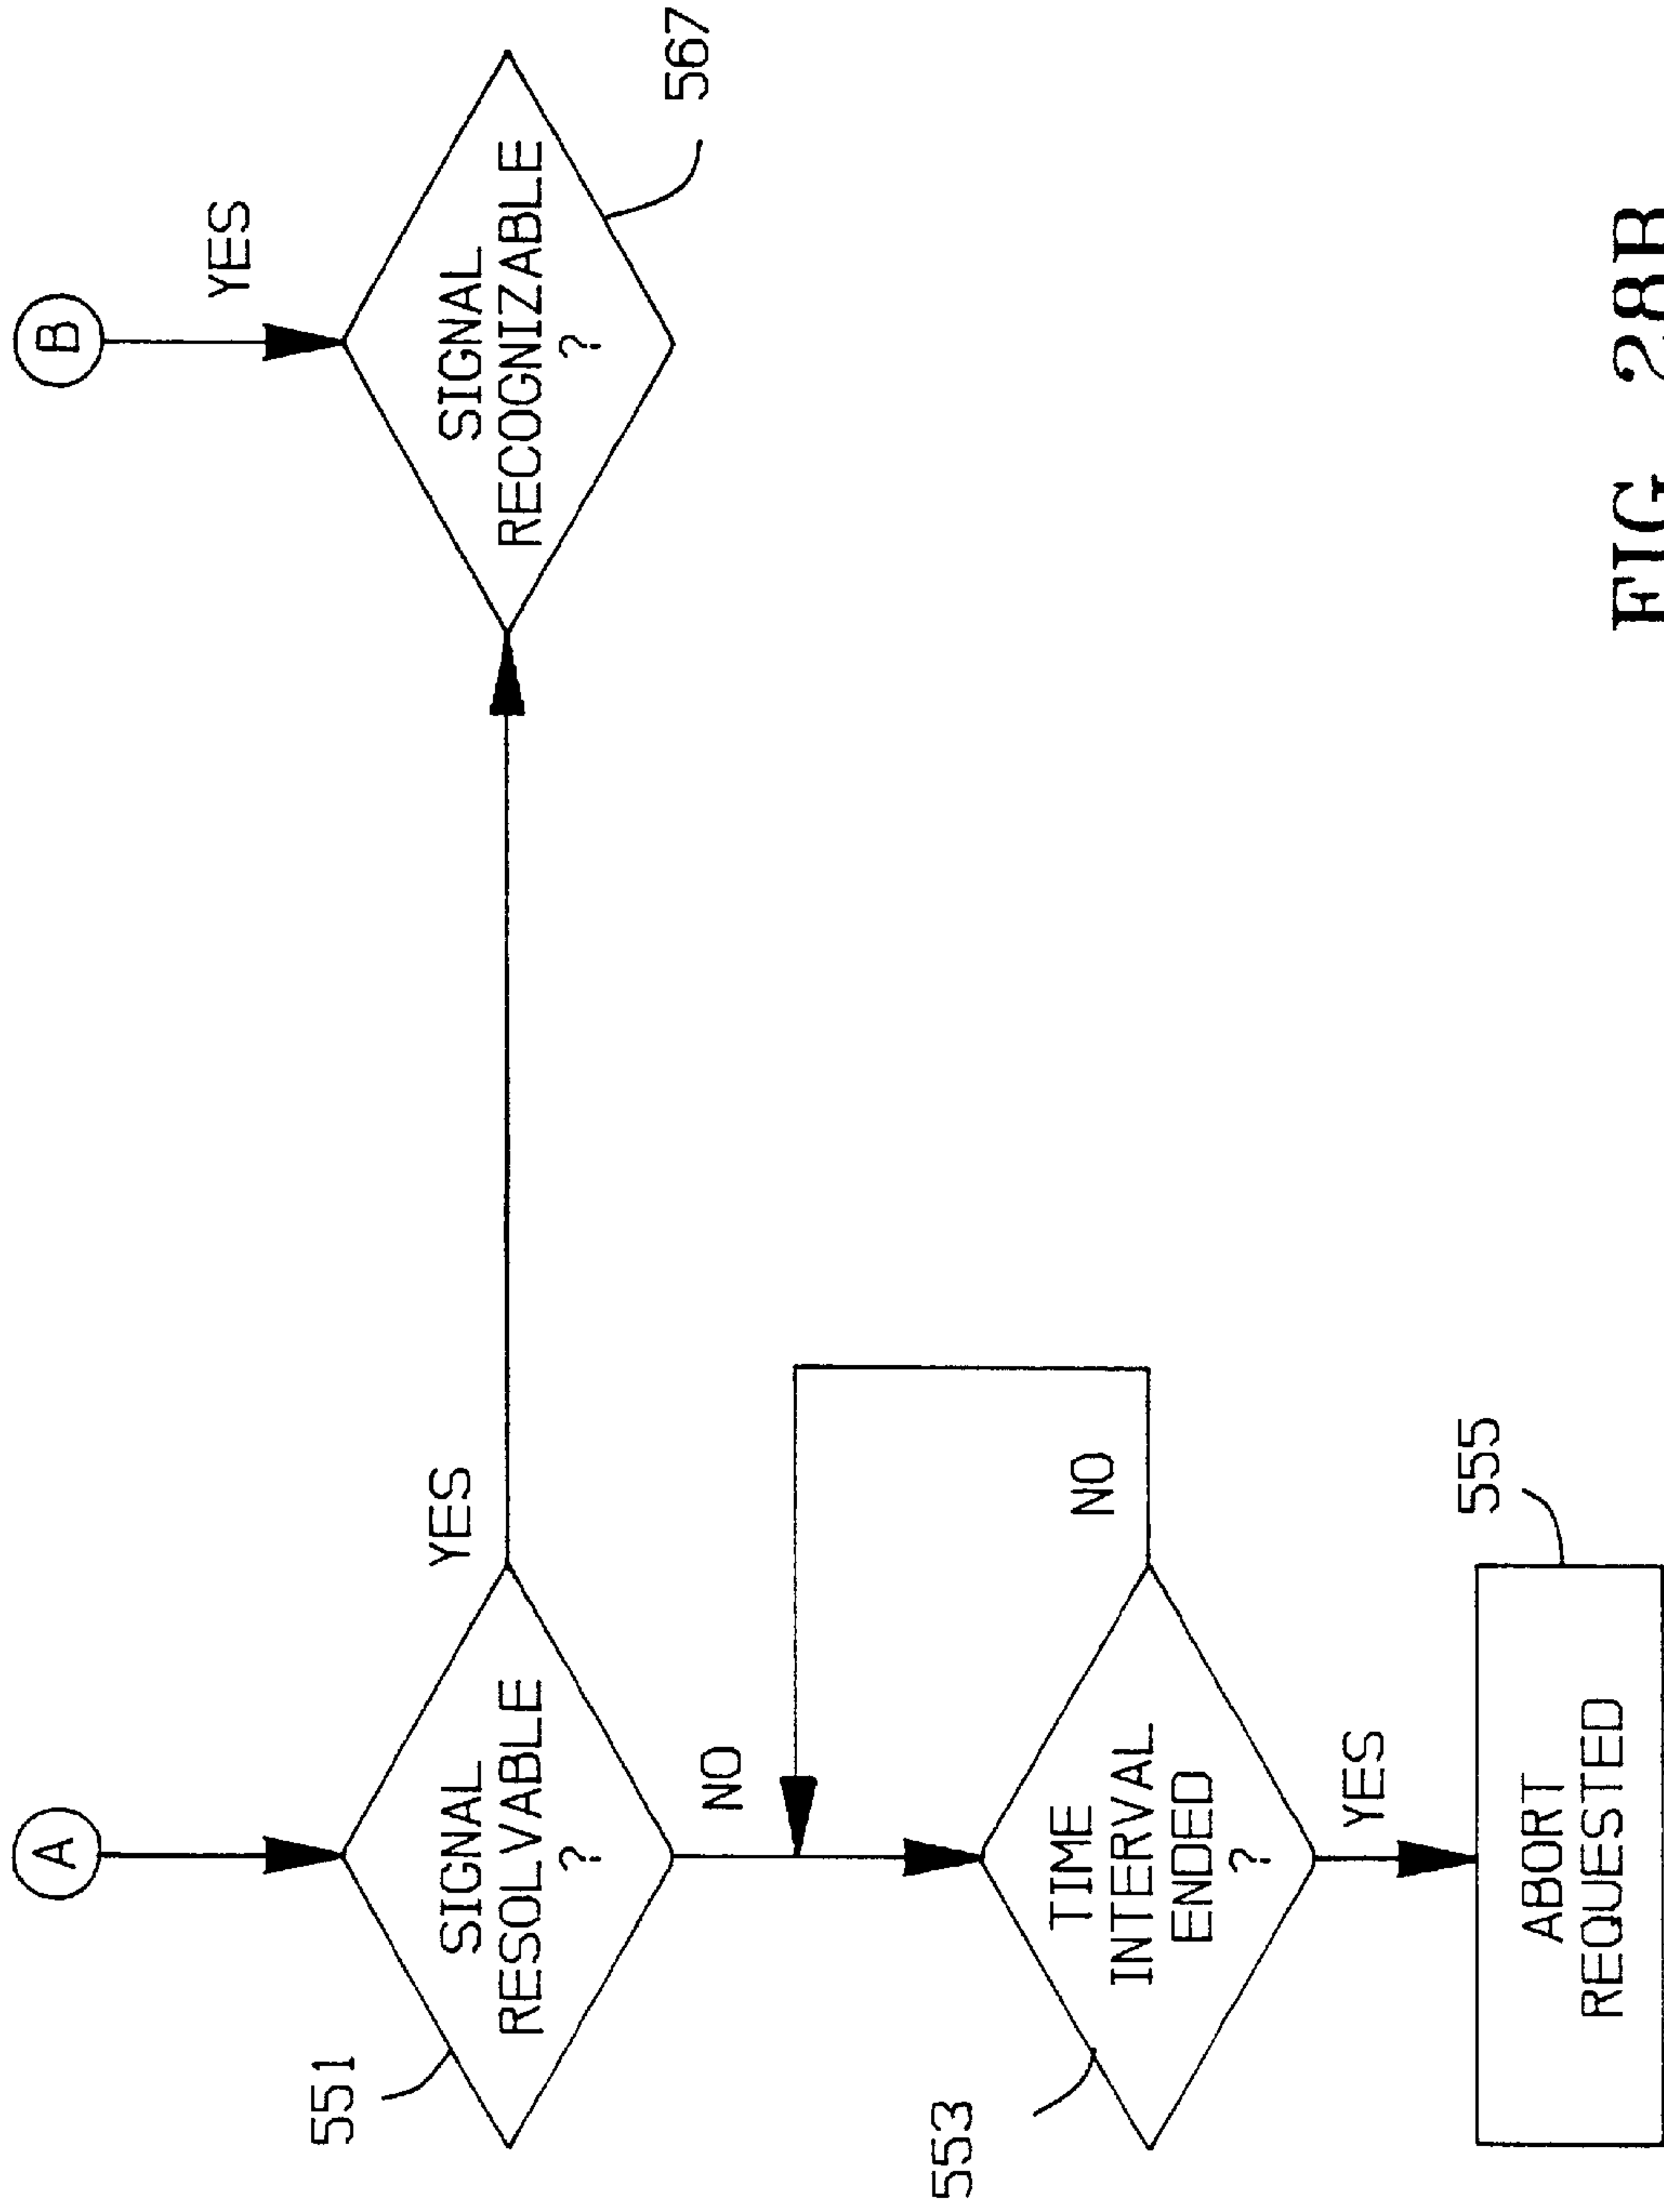 A
B
YES
551
SIGNAL
RESOLVABLE
?
YES
SIGNAL
RECOGNIZABLE
?
567
NO
553
TIME
INTERVAL
ENDED
?
NO
YES
ABORT
REQUESTED
555
FIG 28B